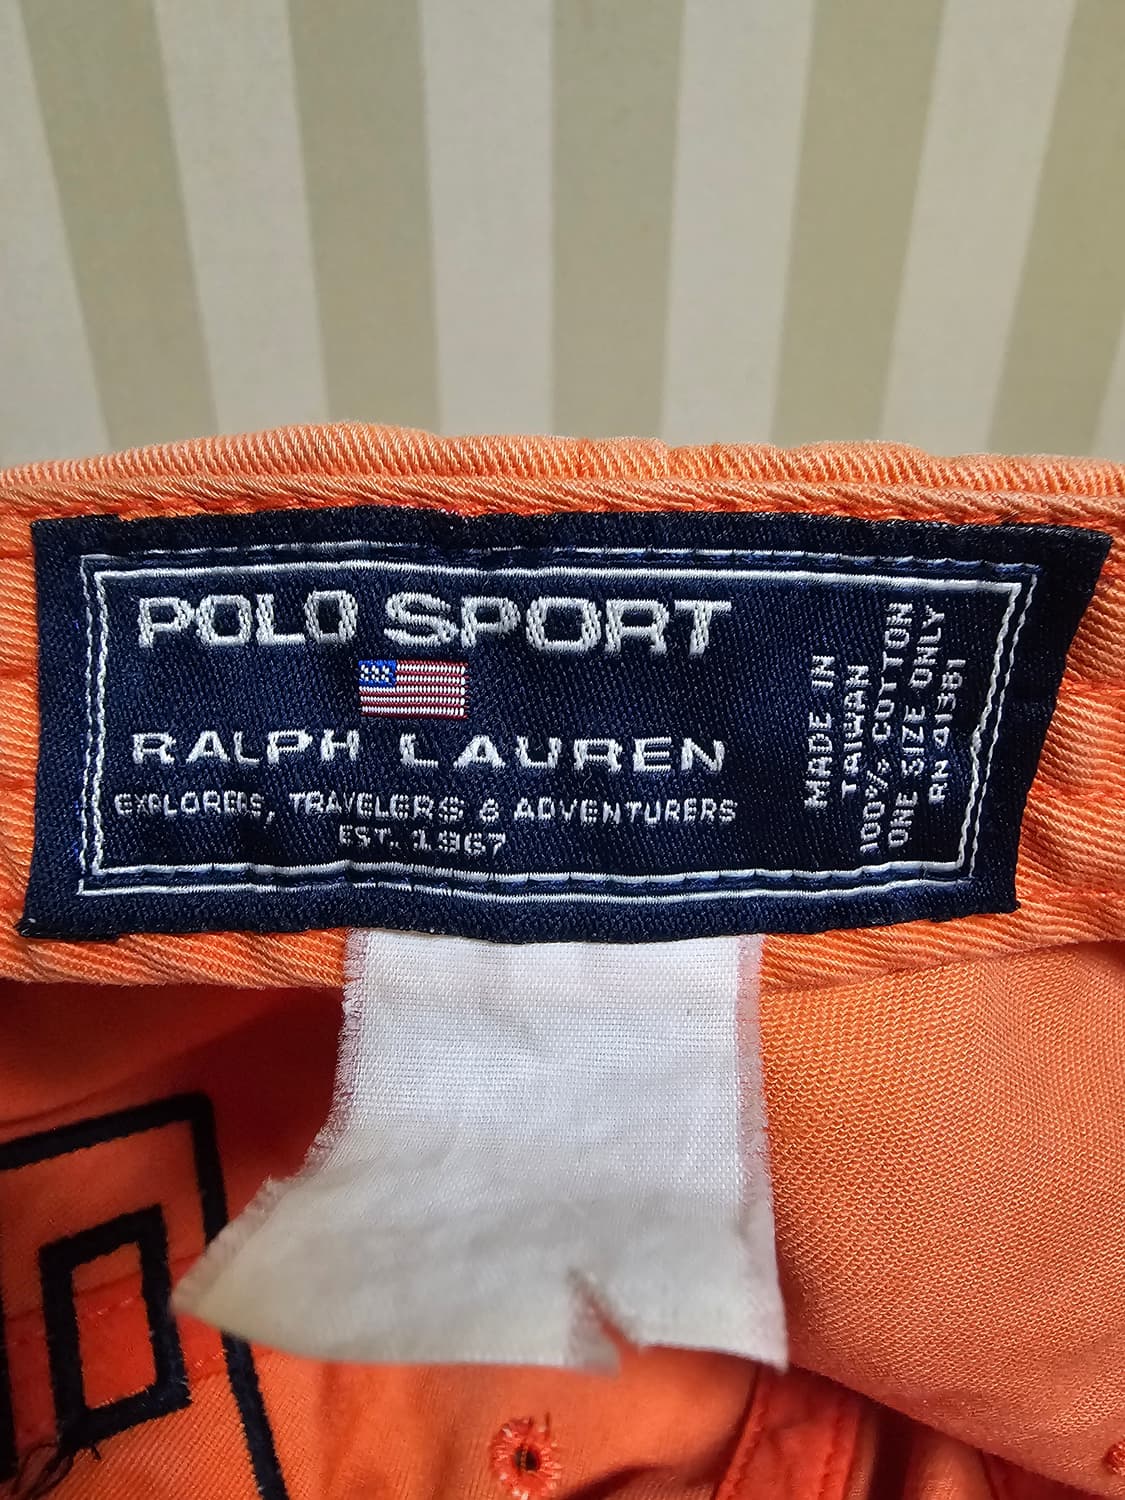 POLO SPORT
RALPH LAUREN
EXPLORERS, TRAVELERS & ADVENTURERS
EST. 1967
MADE IN
TAIWAN
100% COTTON
ONE SIZE ONLY
RN 41381